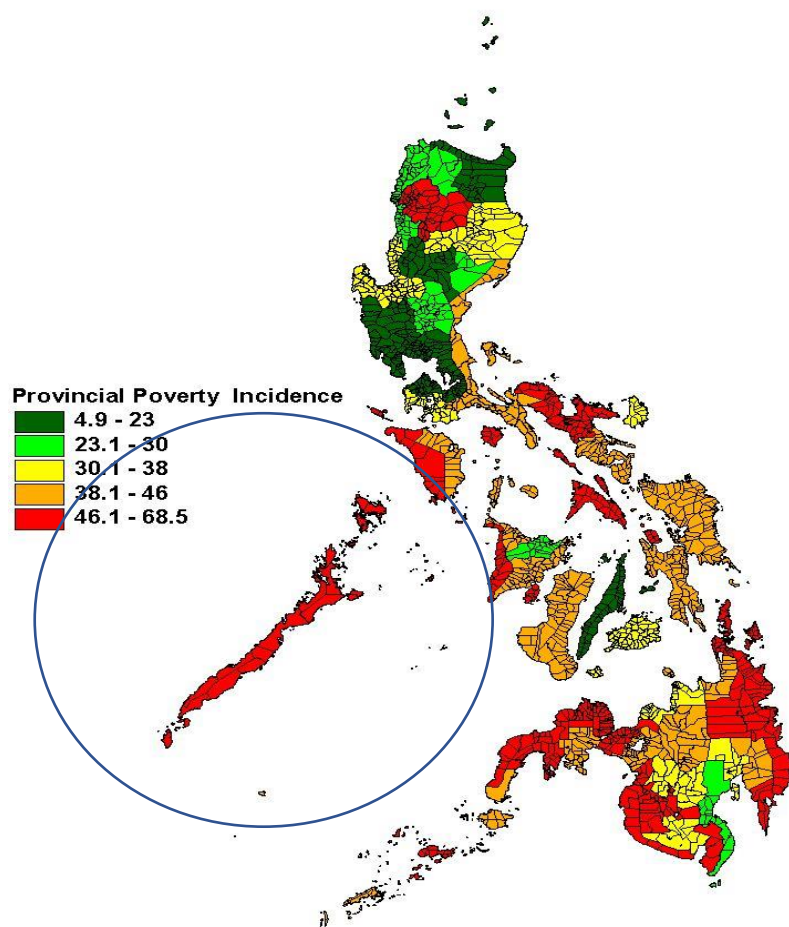 Provincial Poverty Incidence
4.9 - 23
23.1 - 30
30.1 - 38
38.1 - 46
46.1 - 68.5